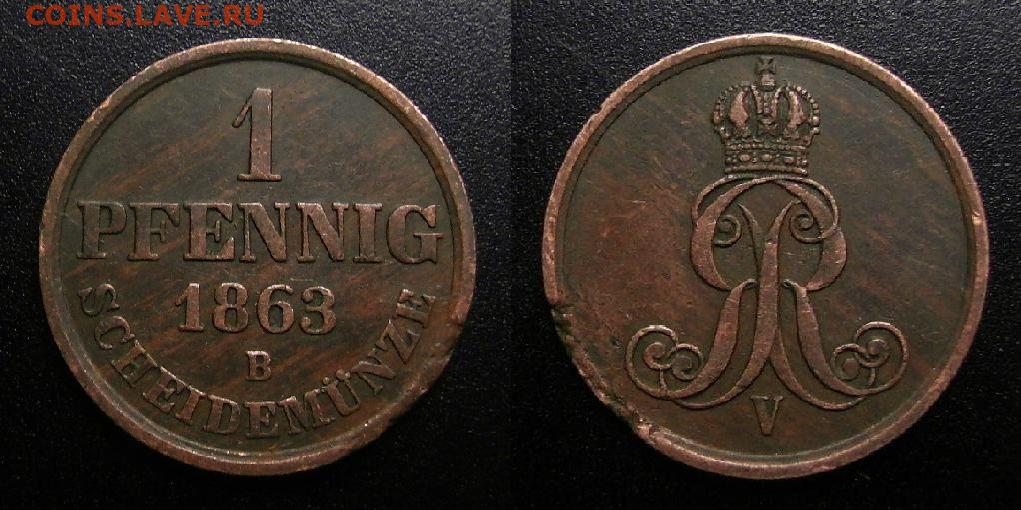 COINS.LAVE.RU
1
PFENNIG
1863
B
SCHEIDEMÜNZE
V